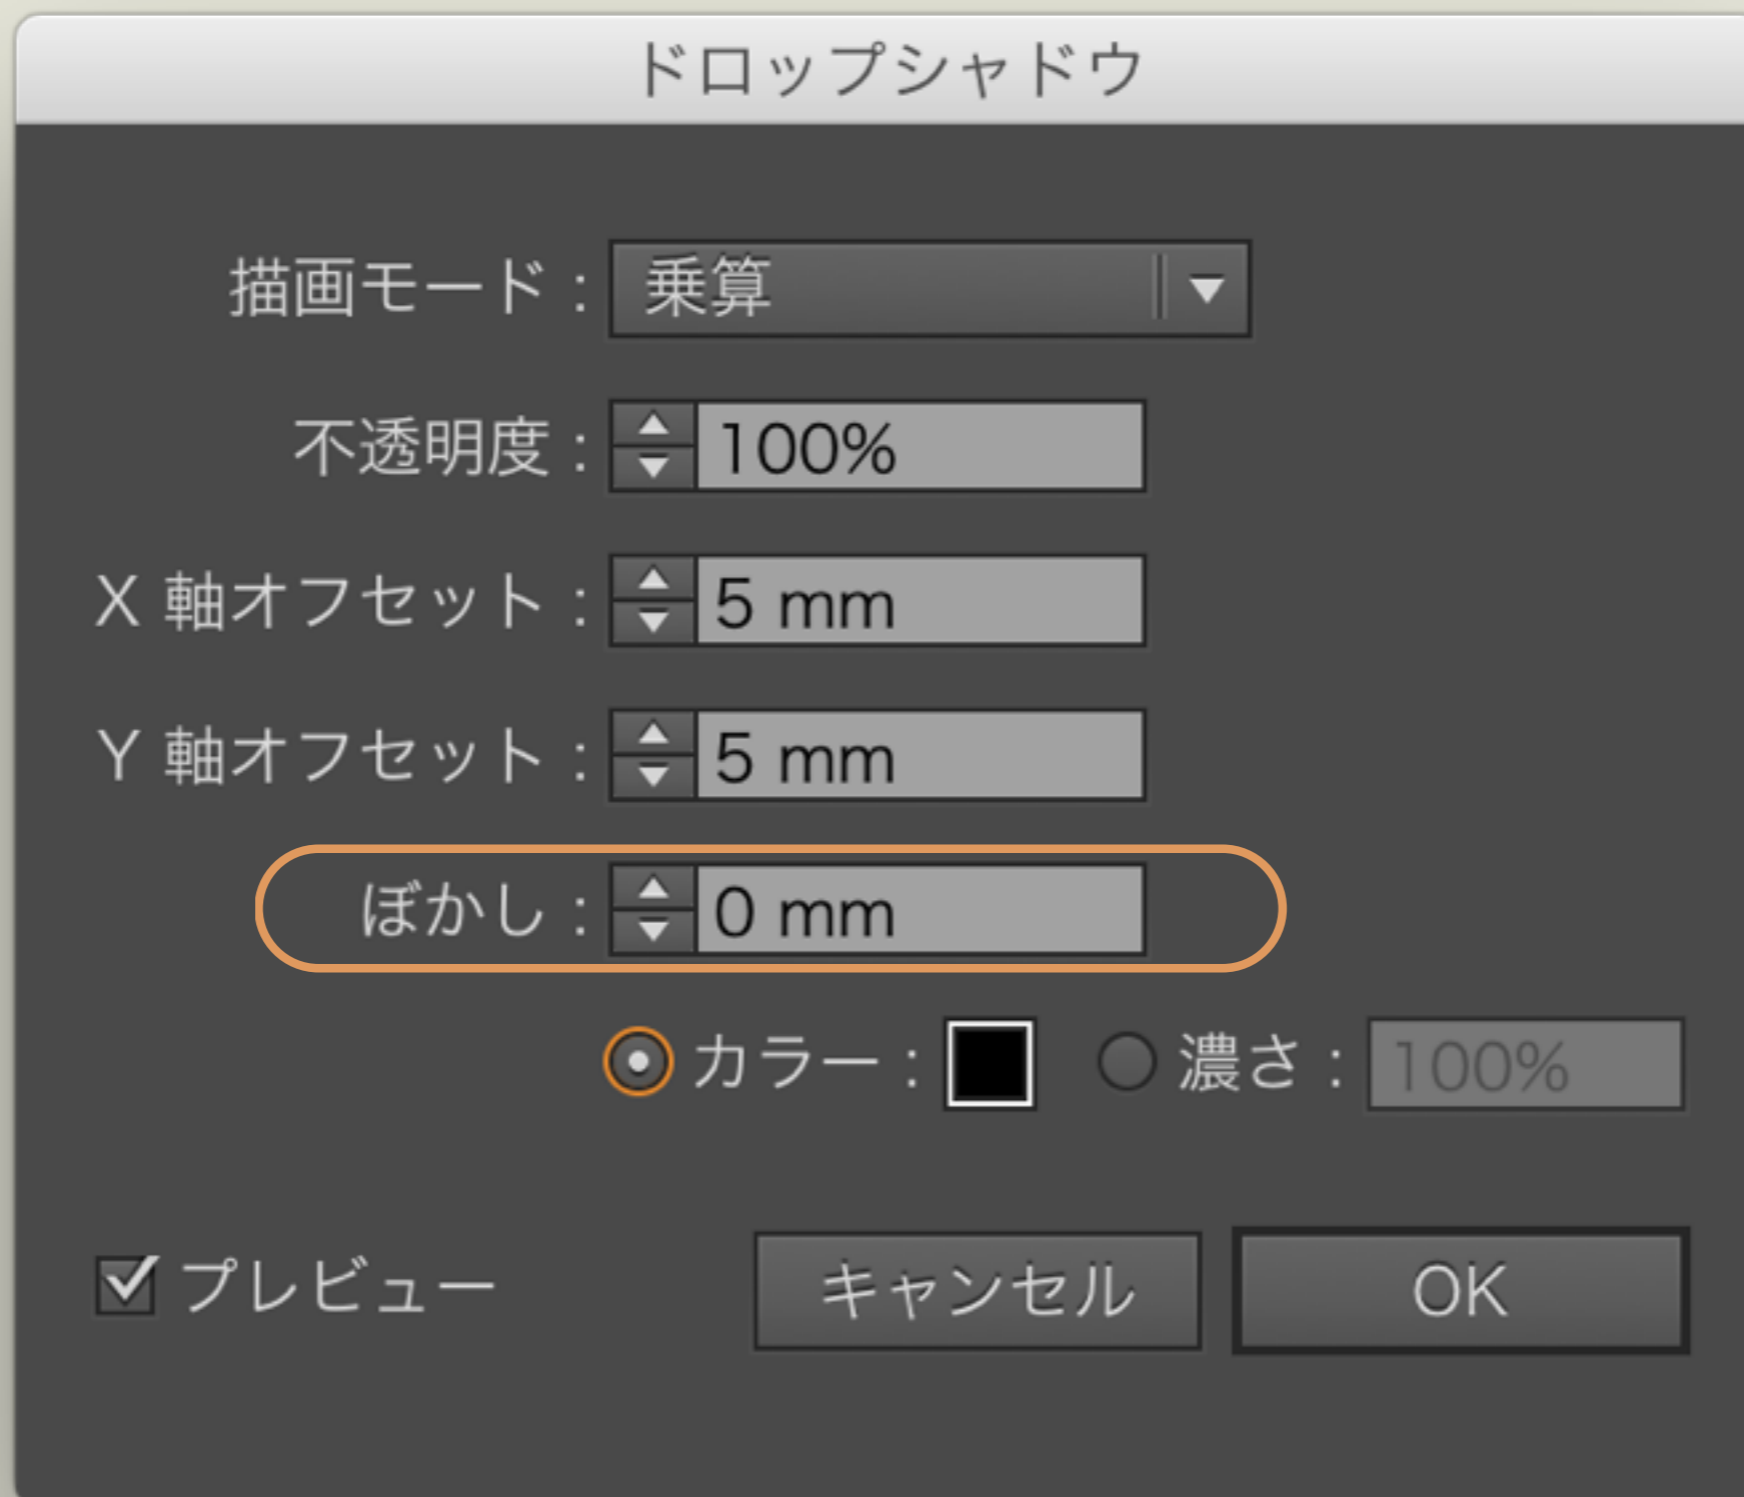 ドロップシャドウ
描画モード : 乗算
不透明度 : 100%
X 軸オフセット : 5 mm
Y 軸オフセット : 5 mm
ぼかし : 0 mm
カラー : 濃さ : 100%
プレビュー キャンセル OK